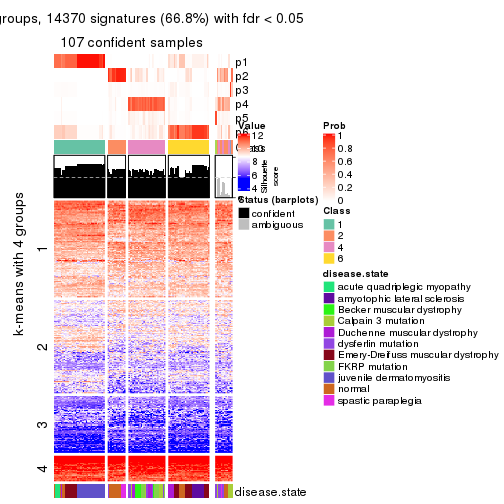 groups, 14370 signatures (66.8%) with fdr < 0.05
107 confident samples
p1
p2
p3
p4
p5
p6
Class
k-means with 4 groups
1
2
3
4
Value
12
10
8
6
4
Silhouette
score
Status (barplots)
confident
ambiguous
Prob
1
0.8
0.6
0.4
0.2
0
Class
1
2
4
6
disease.state
acute quadriplegic myopathy
amyotophic lateral sclerosis
Becker muscular dystrophy
Calpain 3 mutation
Duchenne muscular dystrophy
dysferlin mutation
Emery-Dreifuss muscular dystrophy
FKRP mutation
juvenile dermatomyositis
normal
spastic paraplegia
disease.state